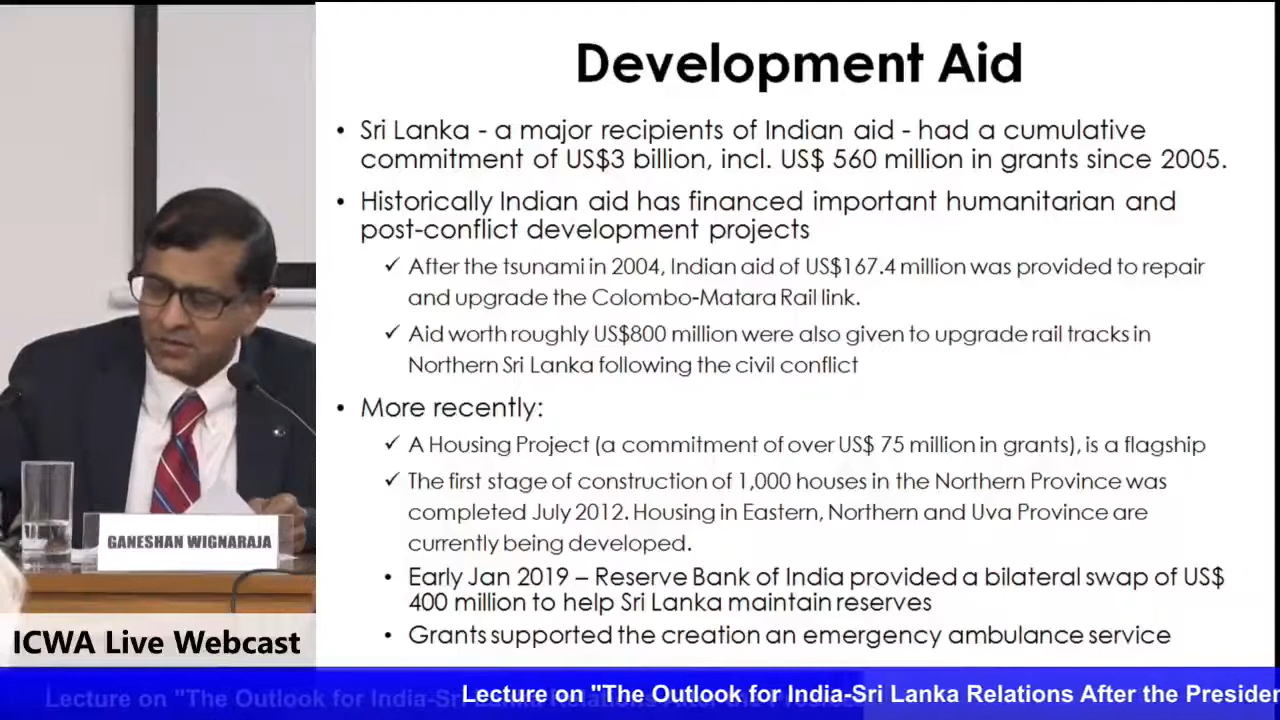 Development Aid
• Sri Lanka - a major recipients of Indian aid - had a cumulative
commitment of US$3 billion, incl. US$ 560 million in grants since 2005.
• Historically Indian aid has financed important humanitarian and
post-conflict development projects
✓ After the tsunami in 2004, Indian aid of US$167.4 million was provided to repair
and upgrade the Colombo-Matara Rail link.
✓ Aid worth roughly US$800 million were also given to upgrade rail tracks in
Northern Sri Lanka following the civil conflict
• More recently:
✓ A Housing Project (a commitment of over US$ 75 million in grants), is a flagship
✓ The first stage of construction of 1,000 houses in the Northern Province was
completed July 2012. Housing in Eastern, Northern and Uva Province are
currently being developed.
• Early Jan 2019 – Reserve Bank of India provided a bilateral swap of US$
400 million to help Sri Lanka maintain reserves
• Grants supported the creation an emergency ambulance service
GANESHAN WIGNARAJA
ICWA Live Webcast
Lecture on "The Outlook for India-Sri Lanka Relations After the Presider